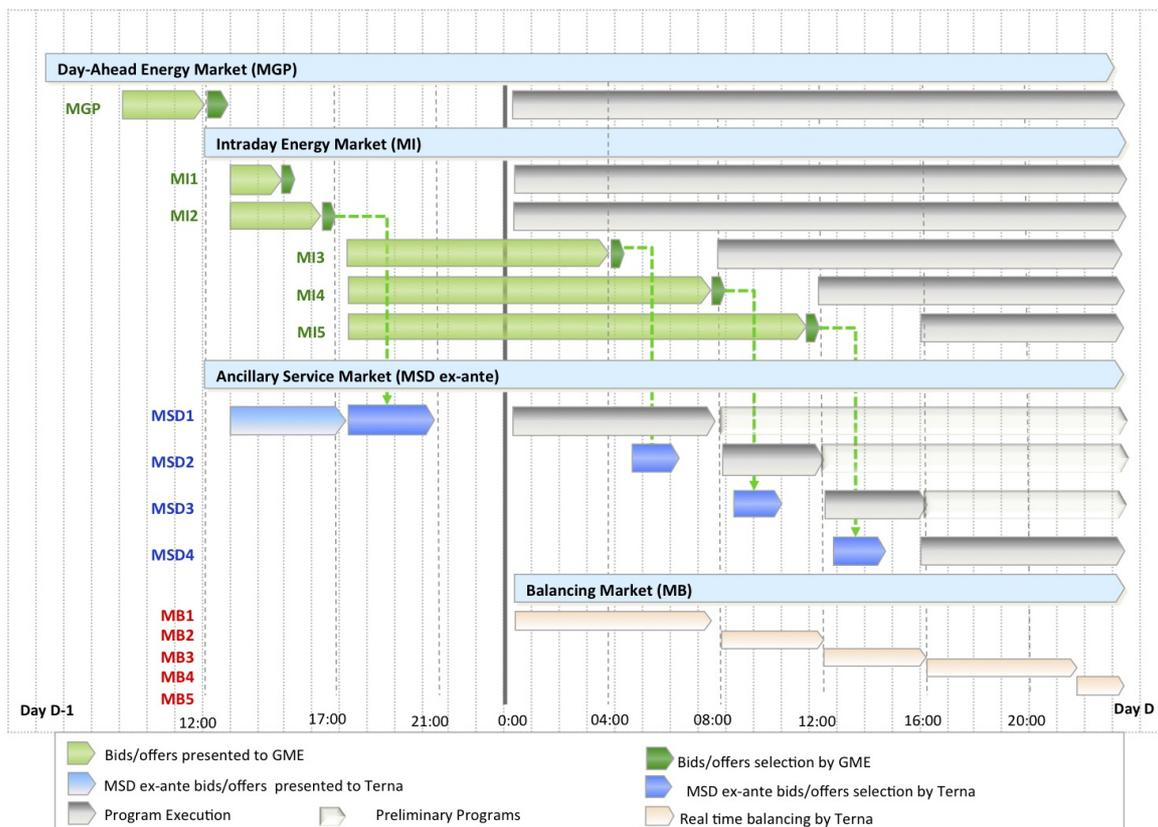 Day-Ahead Energy Market (MGP)
MGP
Intraday Energy Market (MI)
MI1
MI2
MI3
MI4
MI5
Ancillary Service Market (MSD ex-ante)
MSD1
MSD2
MSD3
MSD4
Balancing Market (MB)
MB1
MB2
MB3
MB4
MB5
Day D-1
Day D
12:00 17:00 21:00 0:00 04:00 08:00 12:00 16:00 20:00
Bids/offers presented to GME
Bids/offers selection by GME
MSD ex-ante bids/offers presented to Terna
MSD ex-ante bids/offers selection by Terna
Program Execution
Preliminary Programs
Real time balancing by Terna